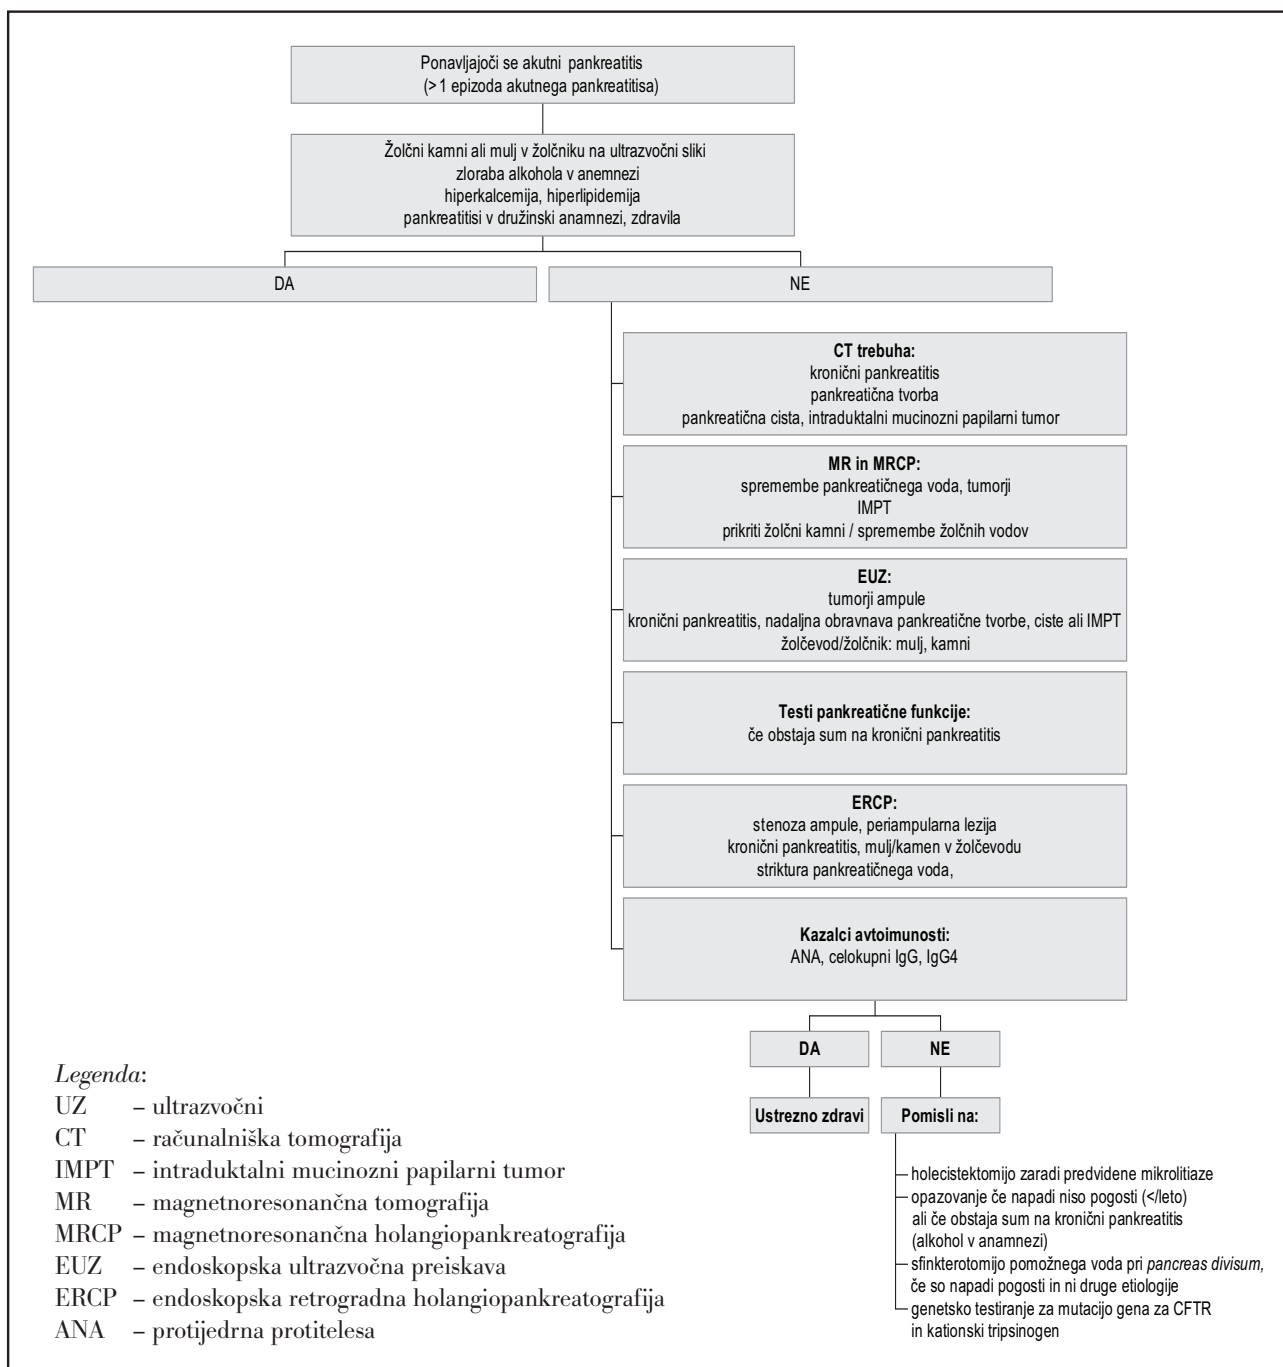 Ponavljajoči se akutni pankreatitis
(> 1 epizoda akutnega pankreatitisa)
Žolčni kamni ali mulj v žolčniku na ultrazvočni sliki
zloraba alkohola v anemnezi
hiperkalcemija, hiperlipidemija
pankreatitisi v družinski anamnezi, zdravila
DA
NE
CT trebuha:
kronični pankreatitis
pankreatična tvorba
pankreatična cista, intraduktalni mucinozni papilarni tumor
MR in MRCP:
spremembe pankreatičnega voda, tumorji
IMPT
prikriti žolčni kamni / spremembe žolčnih vodov
EUZ:
tumorji ampule
kronični pankreatitis, nadaljna obravnava pankreatične tvorbe, ciste ali IMPT
žolčevod/žolčnik: mulj, kamni
Testi pankreatične funkcije:
če obstaja sum na kronični pankreatitis
ERCP:
stenoza ampule, periampularna lezija
kronični pankreatitis, mulj/kamen v žolčevodu
striktura pankreatičnega voda,
Kazalci avtoimunosti:
ANA, celokupni IgG, IgG4
DA
NE
Ustrezno zdravi
Pomisli na:
holecistektomijo zaradi predvidene mikrolitiaze
opazovanje če napadi niso pogosti (</leto)
ali če obstaja sum na kronični pankreatitis
(alkohol v anamnezi)
sfinkterotomijo pomožnega voda pri pancreas divisum,
če so napadi pogosti in ni druge etiologije
genetsko testiranje za mutacijo gena za CFTR
in kationski tripsinogen
Legenda:
UZ – ultrazvočni
CT – računalniška tomografija
IMPT – intraduktalni mucinozni papilarni tumor
MR – magnetnoresonančna tomografija
MRCP – magnetnoresonančna holangiopankreatografija
EUZ – endoskopska ultrazvočna preiskava
ERCP – endoskopska retrogradna holangiopankreatografija
ANA – protijedrna protitelesa